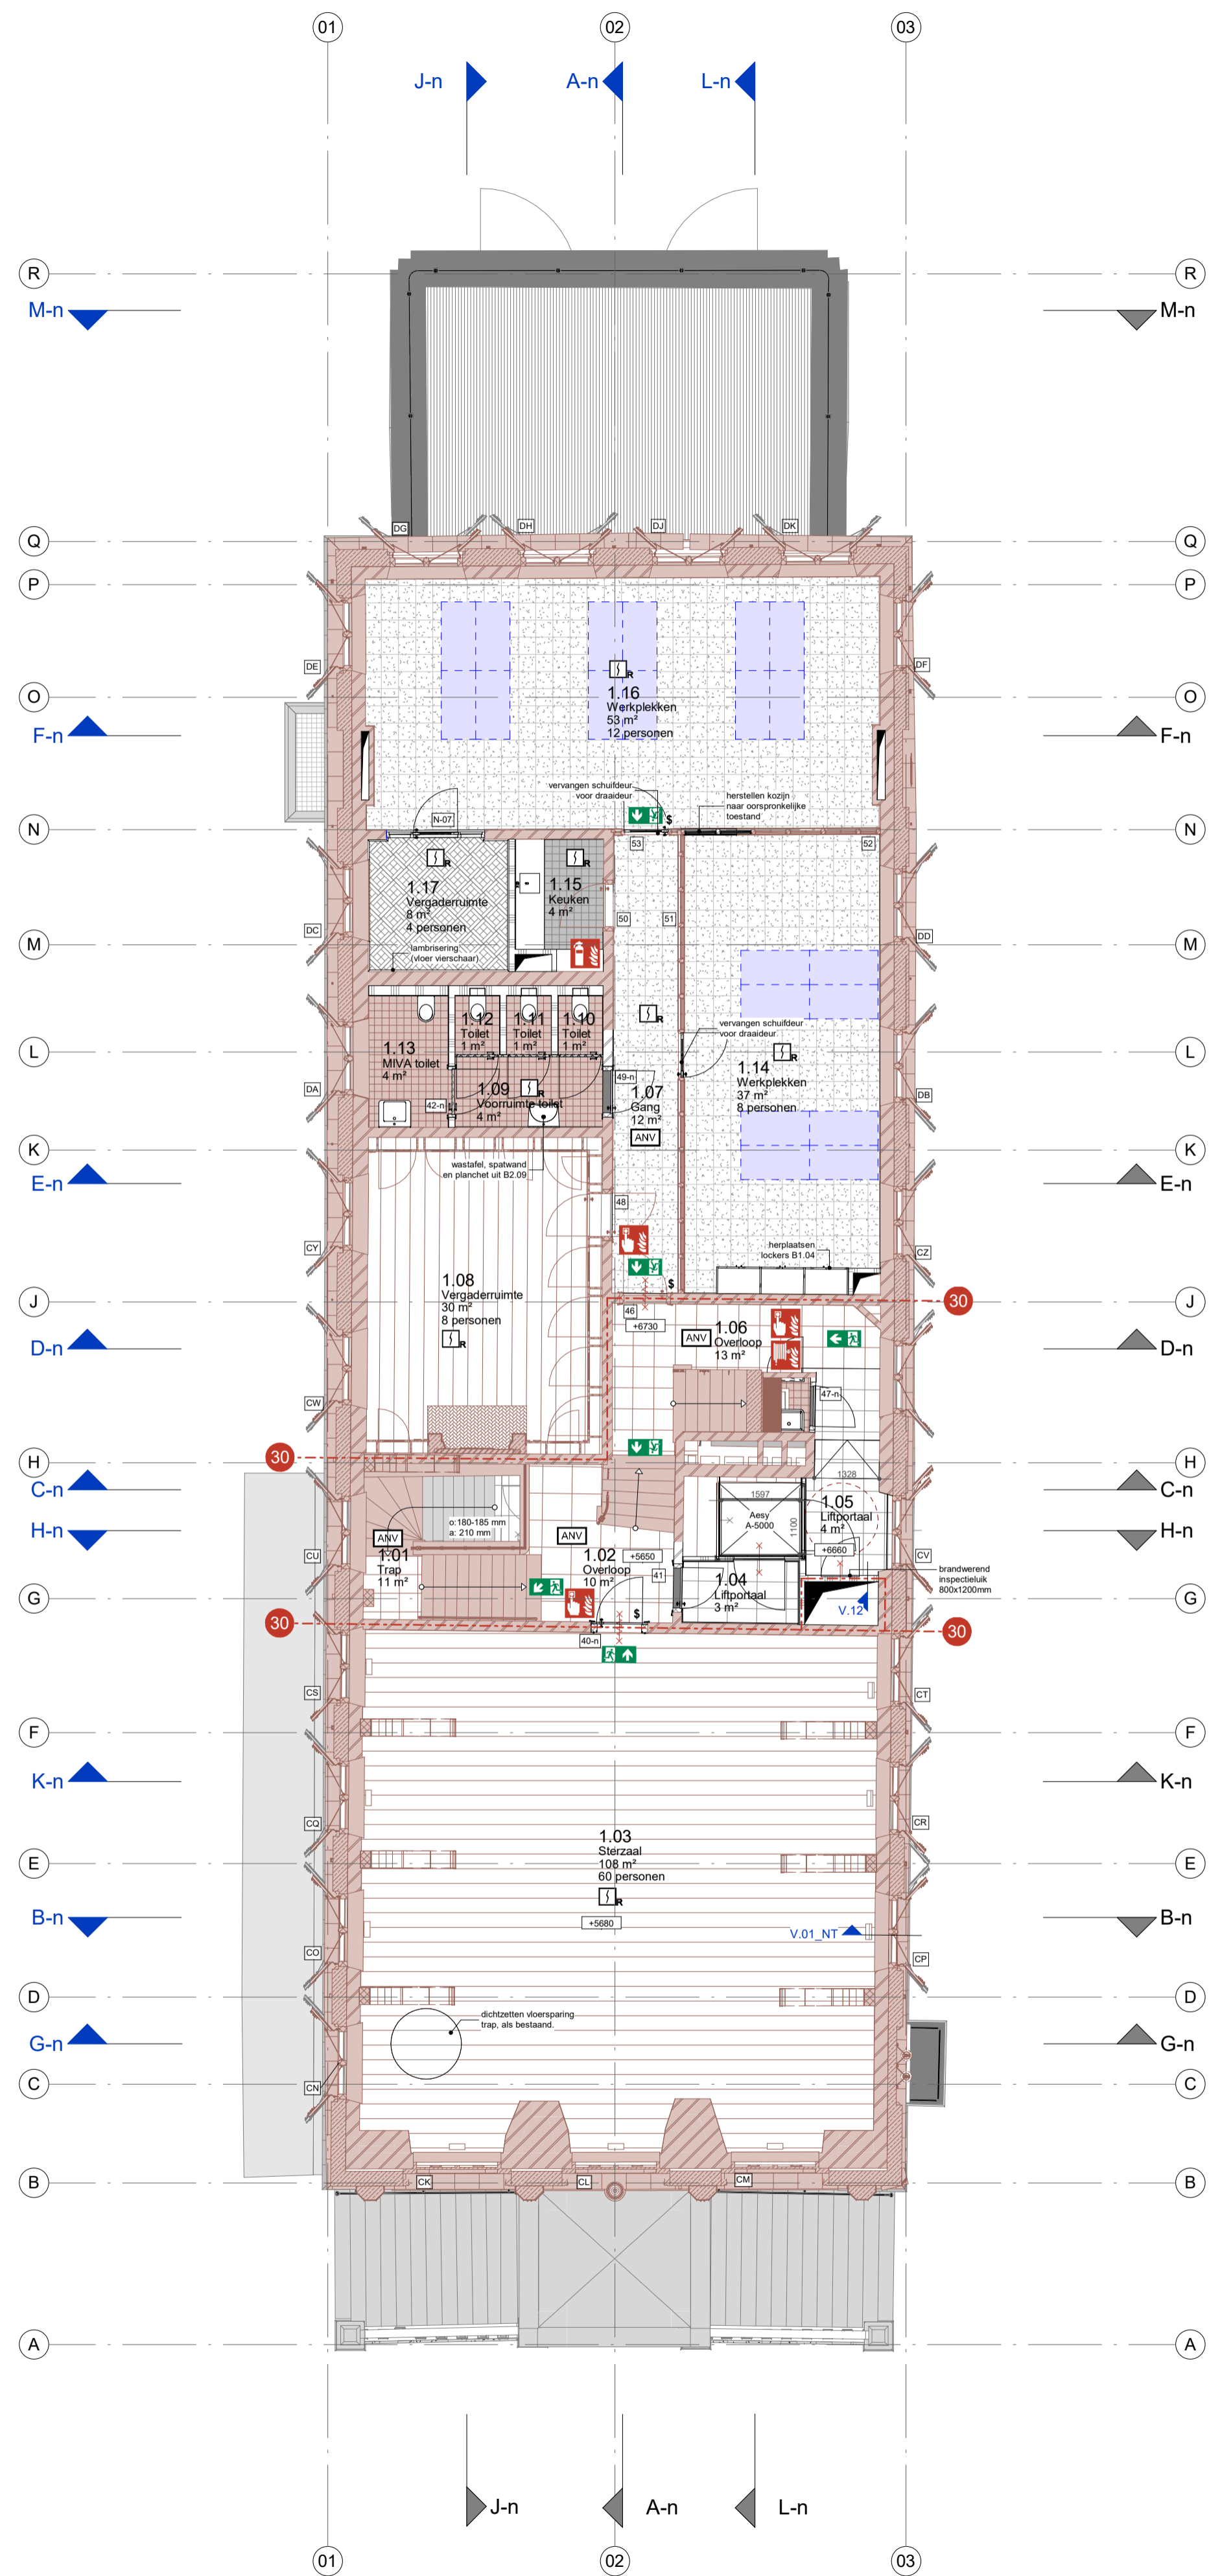 01
02
03
J-n
A-n
L-n
R
R
M-n
M-n
DG
DH
DJ
DK
Q
Q
P
P
DE
DF
R
1.16
Werkplekken
53 m²
12 personen
O
O
F-n
F-n
vervangen schuifdeur
voor draaideur
herstellen kozijn
naar oorspronkelijke
toestand
N-07
$
N
N
53
52
R
R
1.17
Vergaderruimte
8 m²
4 personen
1.15
Keuken
4 m²
50
51
DC
DD
M
M
lambrisering
(vloer vierschaar)
R
1.12
Toilet
1 m²
1.11
Toilet
1 m²
1.10
Toilet
1 m²
vervangen schuifdeur
voor draaideur
L
L
1.13
MIVA toilet
4 m²
R
1.14
Werkplekken
37 m²
8 personen
49-n
1.09
Voorruimte toilet
4 m²
R
1.07
Gang
12 m²
DA
DB
42-n
ANV
K
K
wastafel, spatwand
en planchet uit B2.09
E-n
E-n
48
CY
CZ
herplaatsen
lockers B1.04
1.08
Vergaderruimte
30 m²
8 personen
R
$
J
30
J
46
+6730
ANV
1.06
Overloop
13 m²
D-n
D-n
47-n
CW
H
30
H
1328
C-n
C-n
1597
Aesy
A-5000
1100
1.05
Liftportaal
4 m²
o:180-185 mm
a: 210 mm
H-n
H-n
ANV
ANV
+6660
CU
1.01
Trap
11 m²
1.02
Overloop
10 m²
+5650
CV
41
1.04
Liftportaal
3 m²
brandwerend
inspectieluik
800x1200mm
G
G
V.12
$
30
30
40-n
CS
CT
F
F
K-n
K-n
CQ
CR
1.03
Sterzaal
108 m²
60 personen
R
E
E
B-n
B-n
+5680
V.01_NT
CO
CP
D
D
dichtzetten vloersparing
trap, als bestaand.
G-n
G-n
C
C
CN
B
CK
CL
CM
B
A
A
J-n
A-n
L-n
01
02
03